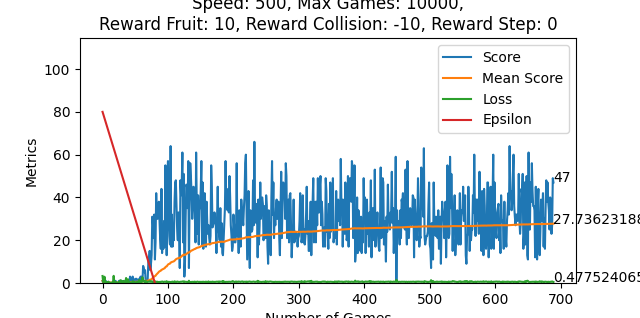 Speed: 500, Max Games: 10000,
Reward Fruit: 10, Reward Collision: -10, Reward Step: 0
Metrics
100
80
60
40
20
0
Score
Mean Score
Loss
Epsilon
47
27.73623188
0.477524065
0 100 200 300 400 500 600 700
Number of Games